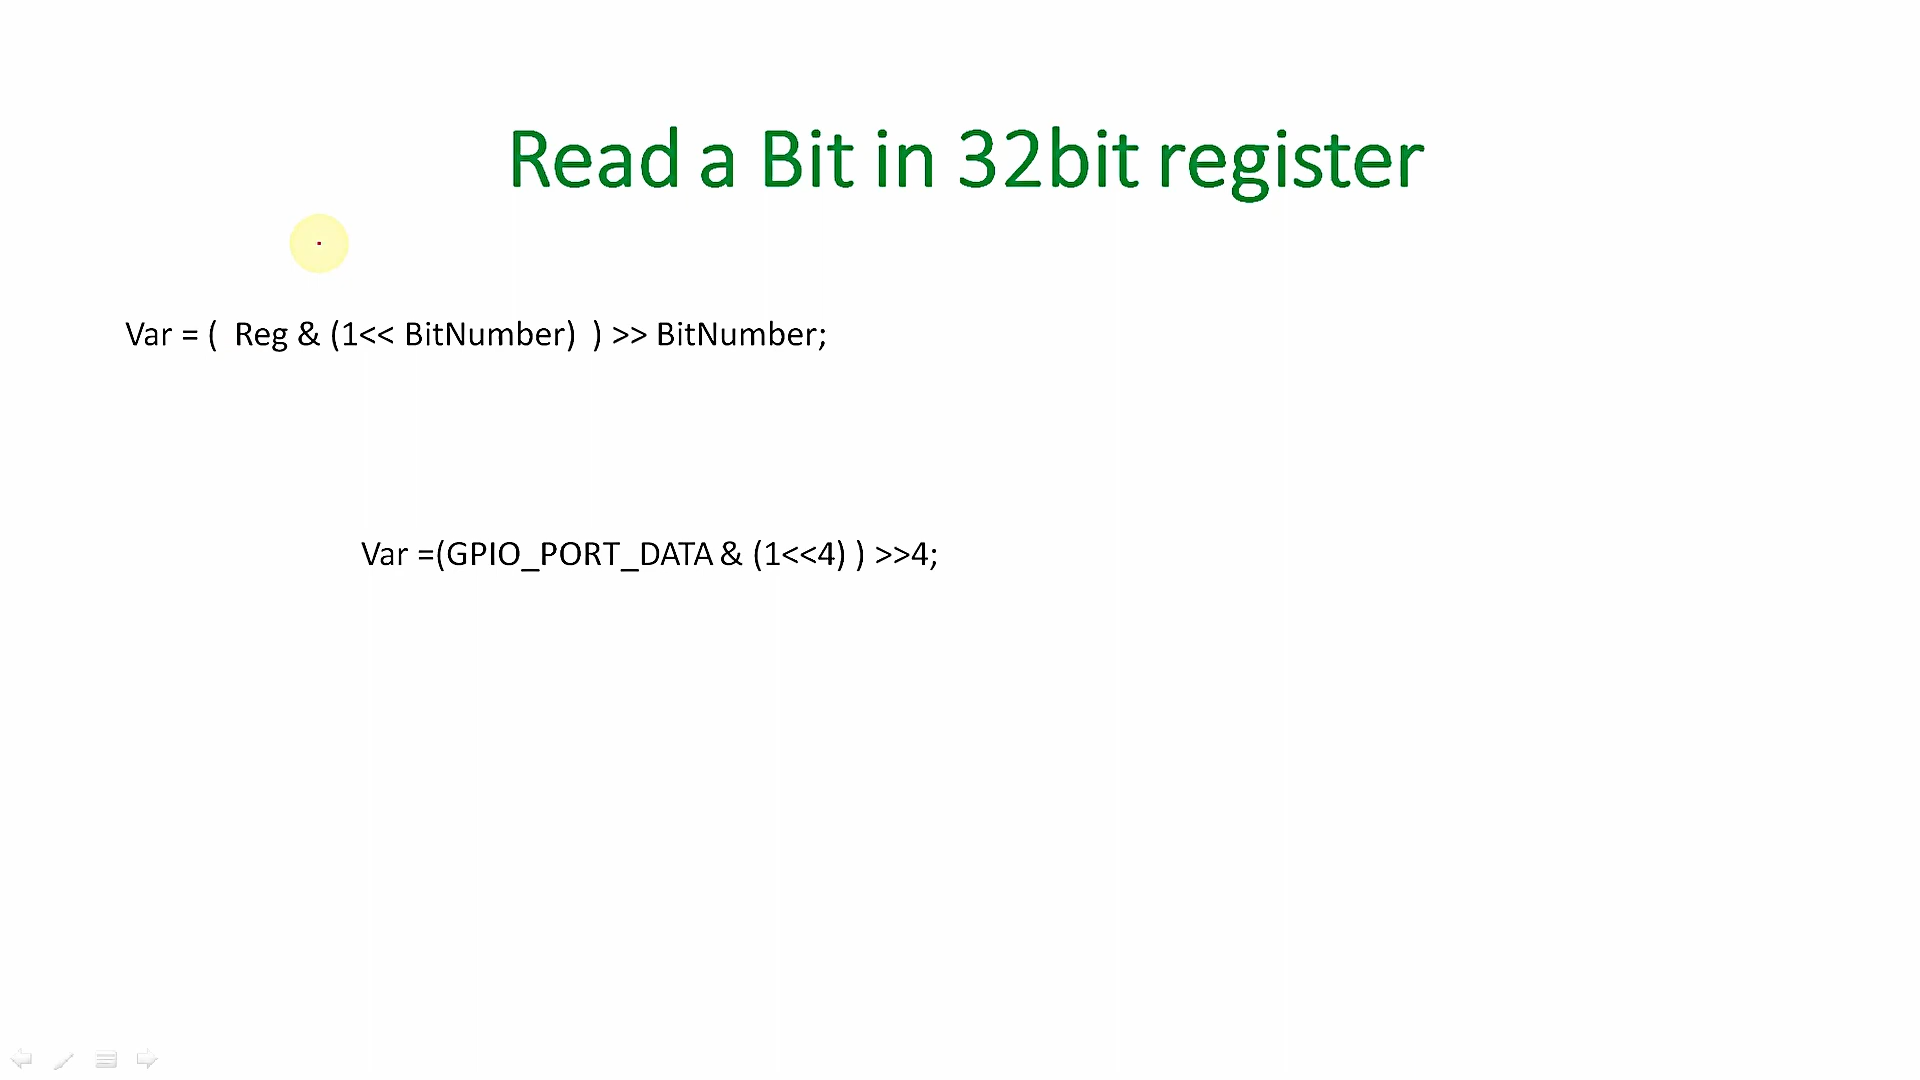 Read a Bit in 32bit register
Var = (  Reg & (1<< BitNumber)  ) >> BitNumber;
Var =(GPIO_PORT_DATA & (1<<4) ) >>4;